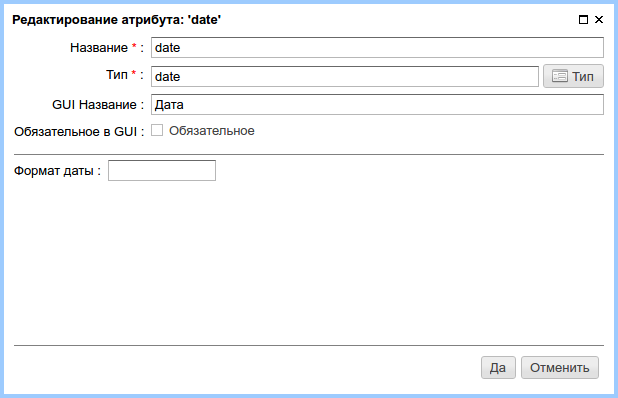 Редактирование атрибута: 'date'
Название * : date
Тип * : date Тип
GUI Название : Дата
Обязательное в GUI : Обязательное
Формат даты :
Да Отменить